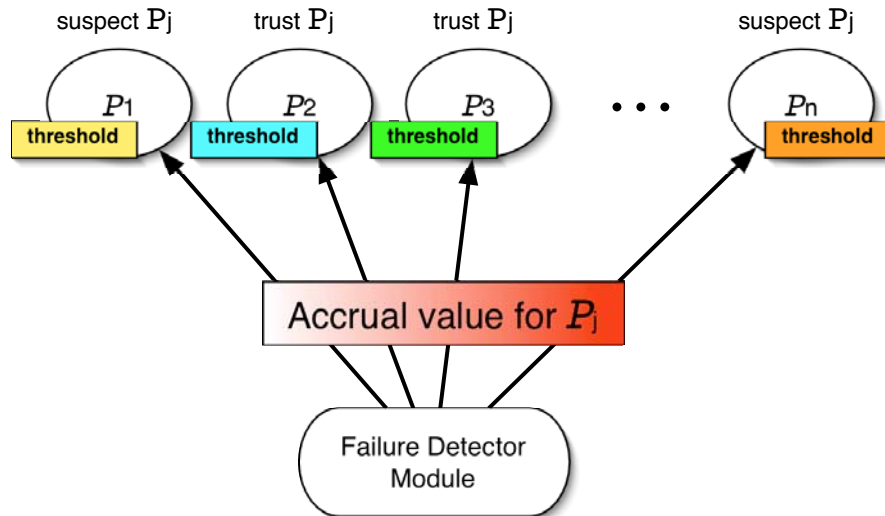 suspect Pj
trust Pj
trust Pj
suspect Pj
P1
P2
P3
• • •
Pn
threshold
threshold
threshold
threshold
Accrual value for Pj
Failure Detector
Module